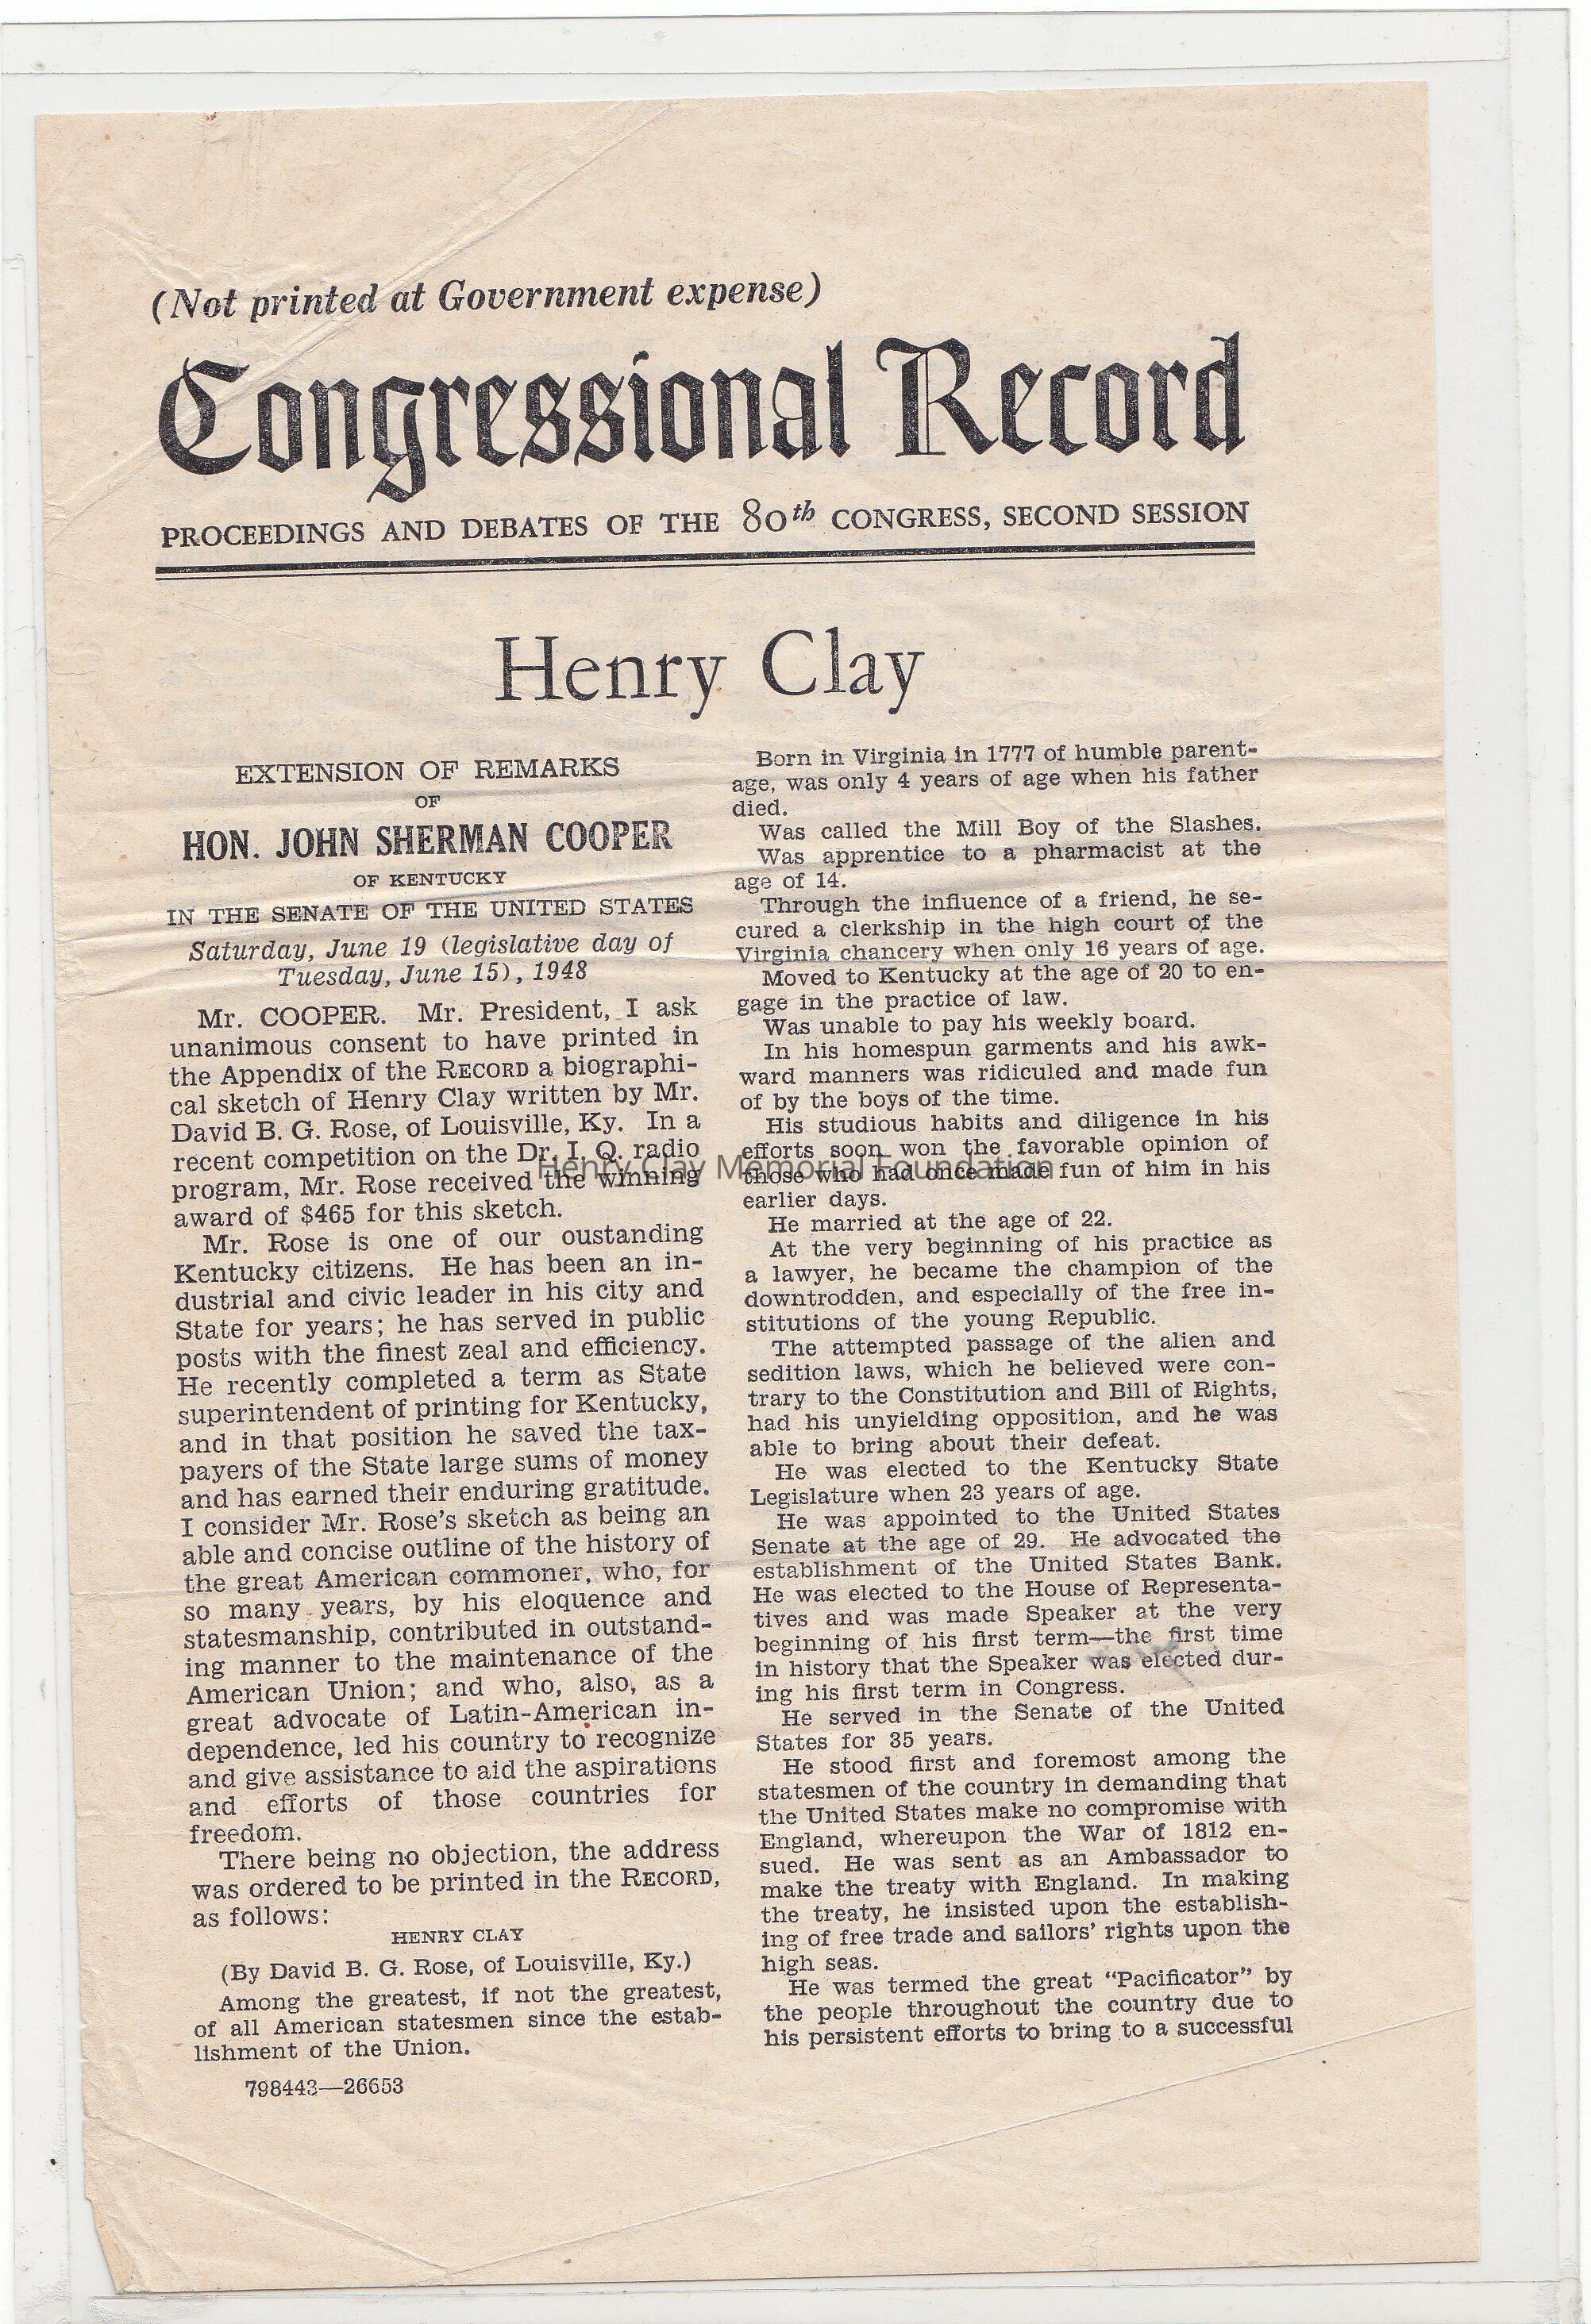 (Not printed at Government expense)
Congressional Record
PROCEEDINGS AND DEBATES OF THE 80th CONGRESS, SECOND SESSION
Henry Clay
EXTENSION OF REMARKS
OF
HON. JOHN SHERMAN COOPER
OF KENTUCKY
IN THE SENATE OF THE UNITED STATES
Saturday, June 19 (legislative day of
Tuesday, June 15), 1948
Mr. COOPER. Mr. President, I ask
unanimous consent to have printed in
the Appendix of the RECORD a biographi-
cal sketch of Henry Clay written by Mr.
David B. G. Rose, of Louisville, Ky. In a
recent competition on the Dr. I. Q. radio
program, Mr. Rose received the winning
award of $465 for this sketch.
Mr. Rose is one of our oustanding
Kentucky citizens. He has been an in-
dustrial and civic leader in his city and
State for years; he has served in public
posts with the finest zeal and efficiency.
He recently completed a term as State
superintendent of printing for Kentucky,
and in that position he saved the tax-
payers of the State large sums of money
and has earned their enduring gratitude.
I consider Mr. Rose's sketch as being an
able and concise outline of the history of
the great American commoner, who, for
so many years, by his eloquence and
statesmanship, contributed in outstand-
ing manner to the maintenance of the
American Union; and who, also, as a
great advocate of Latin-American in-
dependence, led his country to recognize
and give assistance to aid the aspirations
and efforts of those countries for
freedom.
There being no objection, the address
was ordered to be printed in the RECORD,
as follows:
HENRY CLAY
(By David B. G. Rose, of Louisville, Ky.)
Among the greatest, if not the greatest,
of all American statesmen since the estab-
lishment of the Union.
798443—26653
Born in Virginia in 1777 of humble parent-
age, was only 4 years of age when his father
died.
Was called the Mill Boy of the Slashes.
Was apprentice to a pharmacist at the
age of 14.
Through the influence of a friend, he se-
cured a clerkship in the high court of the
Virginia chancery when only 16 years of age.
Moved to Kentucky at the age of 20 to en-
gage in the practice of law.
Was unable to pay his weekly board.
In his homespun garments and his awk-
ward manners was ridiculed and made fun
of by the boys of the time.
His studious habits and diligence in his
efforts soon won the favorable opinion of
those who had once made fun of him in his
earlier days.
He married at the age of 22.
At the very beginning of his practice as
a lawyer, he became the champion of the
downtrodden, and especially of the free in-
stitutions of the young Republic.
The attempted passage of the alien and
sedition laws, which he believed were con-
trary to the Constitution and Bill of Rights,
had his unyielding opposition, and he was
able to bring about their defeat.
He was elected to the Kentucky State
Legislature when 23 years of age.
He was appointed to the United States
Senate at the age of 29. He advocated the
establishment of the United States Bank.
He was elected to the House of Representa-
tives and was made Speaker at the very
beginning of his first term—the first time
in history that the Speaker was elected dur-
ing his first term in Congress.
He served in the Senate of the United
States for 35 years.
He stood first and foremost among the
statesmen of the country in demanding that
the United States make no compromise with
England, whereupon the War of 1812 en-
sued. He was sent as an Ambassador to
make the treaty with England. In making
the treaty, he insisted upon the establish-
ing of free trade and sailors' rights upon the
high seas.
He was termed the great "Pacificator" by
the people throughout the country due to
his persistent efforts to bring to a successful
Henry Clay Memorial Foundation